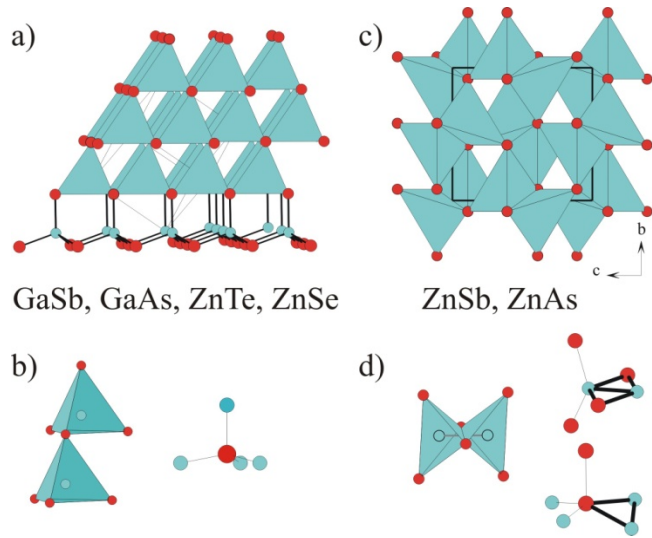 a)
c)
b
c
GaSb, GaAs, ZnTe, ZnSe
ZnSb, ZnAs
b)
d)